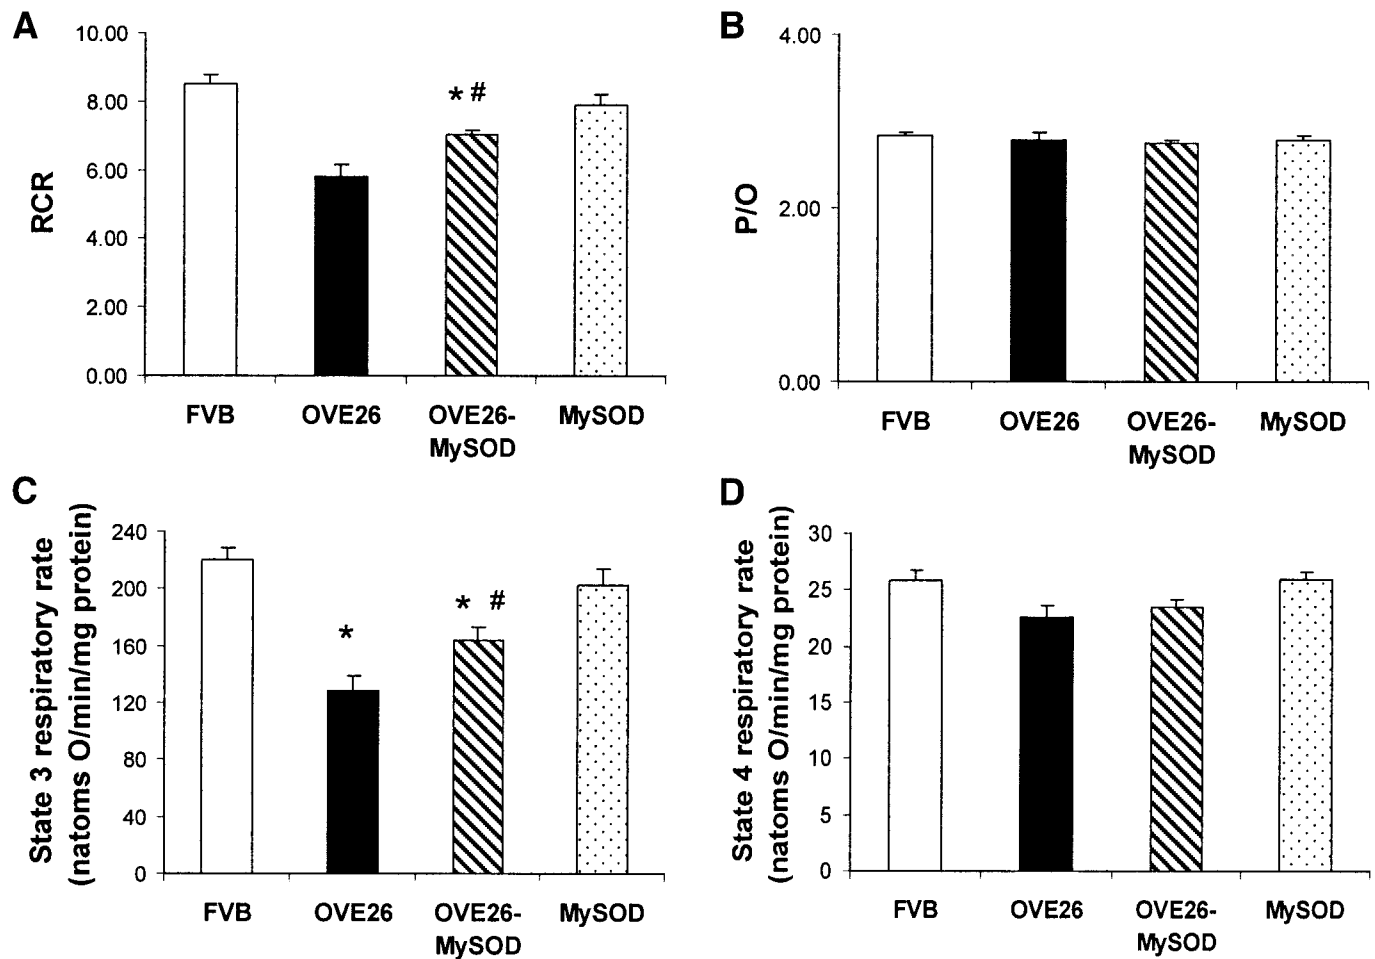 A
10.00
8.00
6.00
4.00
2.00
0.00
RCR
* #
FVB
OVE26
OVE26-
MySOD
MySOD
B
4.00
2.00
0.00
P/O
FVB
OVE26
OVE26-
MySOD
MySOD
C
State 3 respiratory rate
(natoms O/min/mg protein)
240
200
160
120
80
40
0
*
* #
FVB
OVE26
OVE26-
MySOD
MySOD
D
State 4 respiratory rate
(natoms O/min/mg protein)
30
25
20
15
10
5
0
FVB
OVE26
OVE26-
MySOD
MySOD